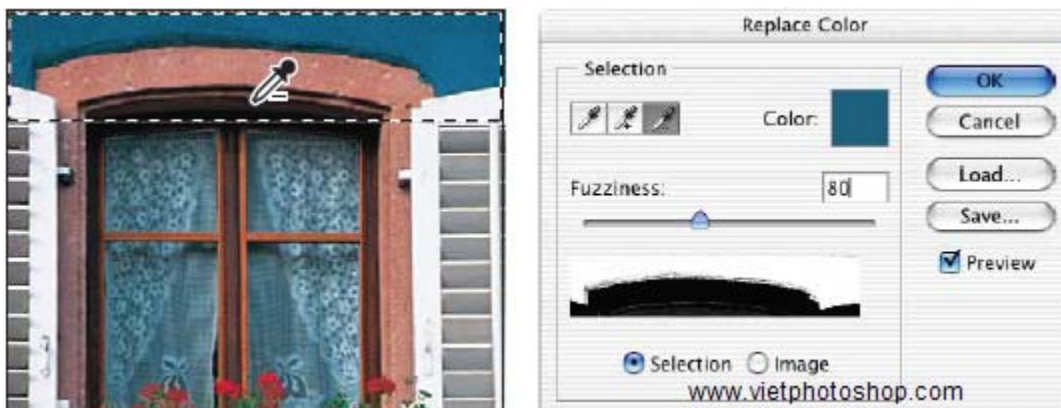 Replace Color
Selection
Color:
Fuzziness:
80
Selection
Image
OK
Cancel
Load...
Save...
Preview
www.vietphotoshop.com